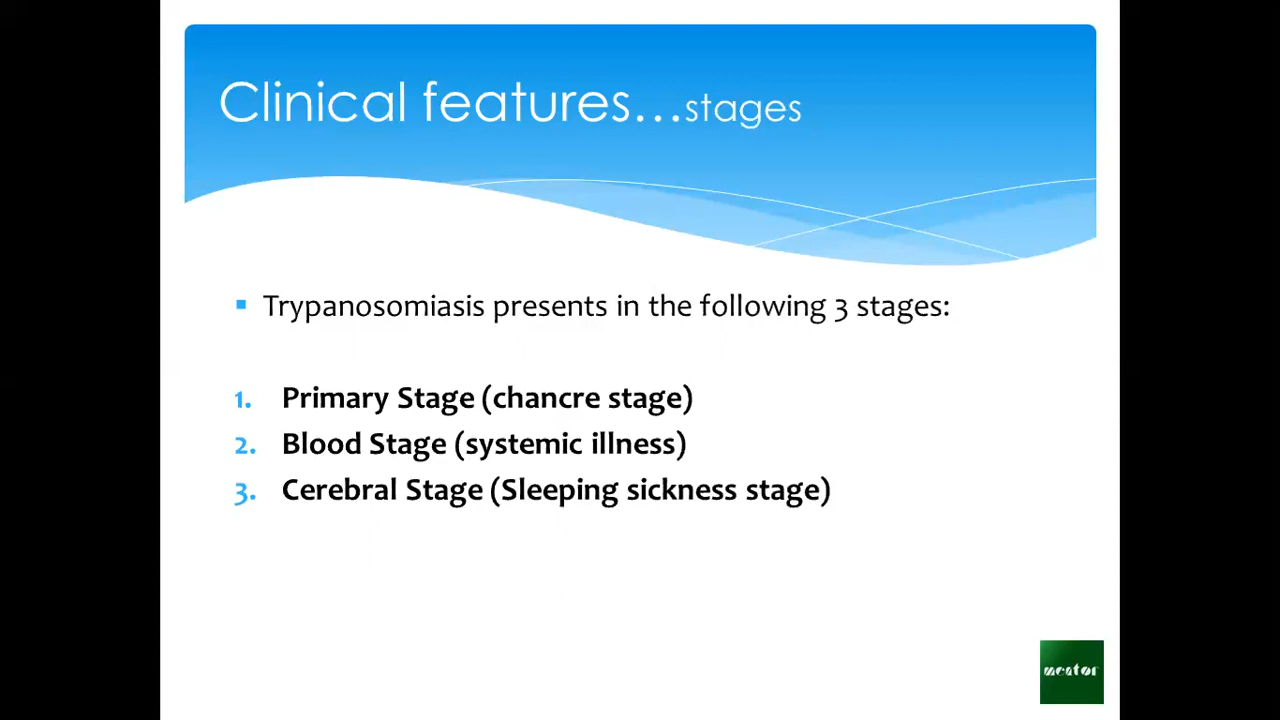 Clinical features...stages
▪ Trypanosomiasis presents in the following 3 stages:
1. Primary Stage (chancre stage)
2. Blood Stage (systemic illness)
3. Cerebral Stage (Sleeping sickness stage)
mentor